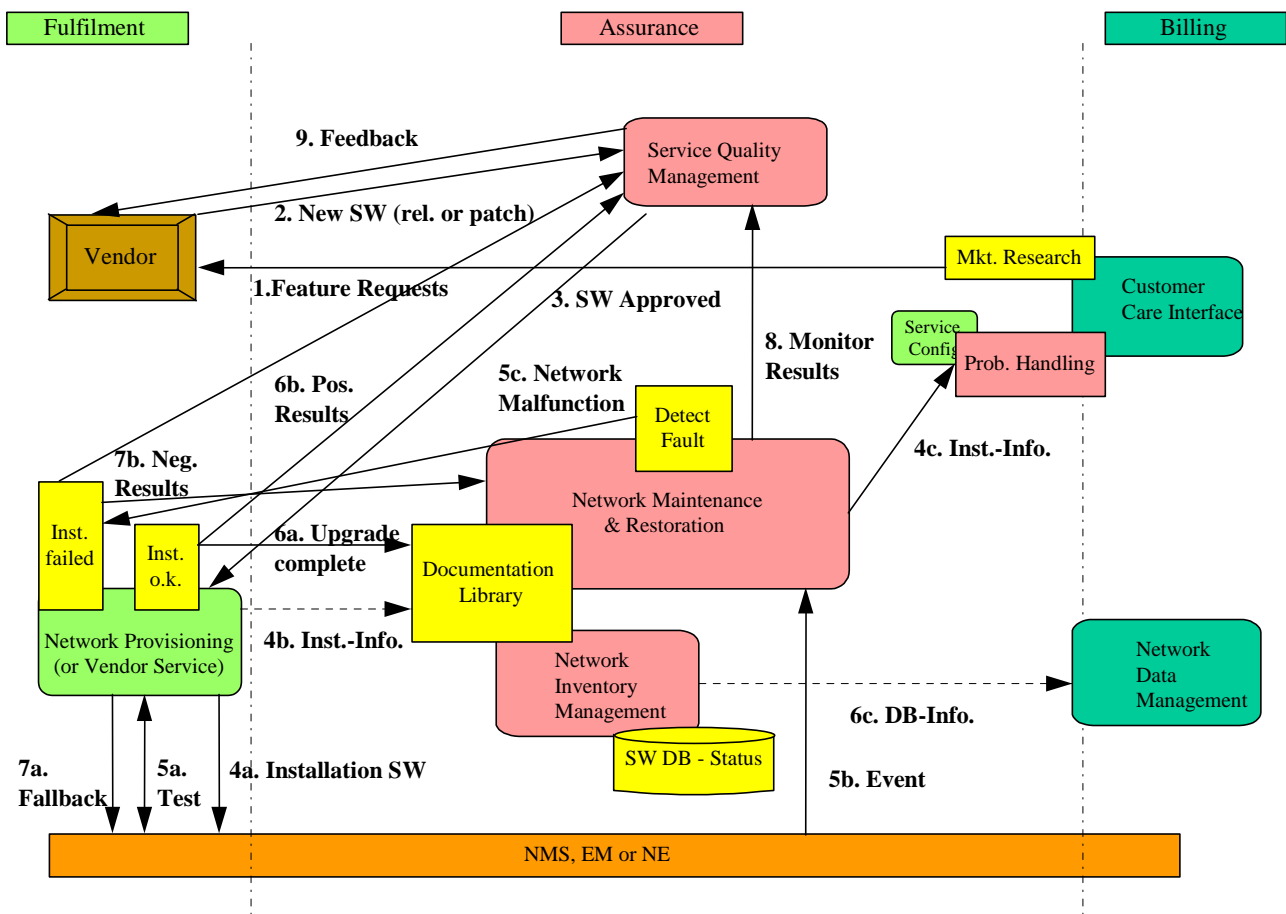 Fulfilment
Assurance
Billing
9. Feedback
Service Quality
Management
2. New SW (rel. or patch)
Vendor
Mkt. Research
1.Feature Requests
3. SW Approved
Customer
Care Interface
Service
Config
Prob. Handling
8. Monitor
Results
6b. Pos.
Results
5c. Network
Malfunction
Detect
Fault
4c. Inst.-Info.
7b. Neg.
Results
Network Maintenance
& Restoration
Inst.
failed
Inst.
o.k.
6a. Upgrade
complete
Documentation
Library
4b. Inst.-Info.
Network Provisioning
(or Vendor Service)
Network
Inventory
Management
Network
Data
Management
6c. DB-Info.
SW DB - Status
7a.
Fallback
5a.
Test
4a. Installation SW
5b. Event
NMS, EM or NE